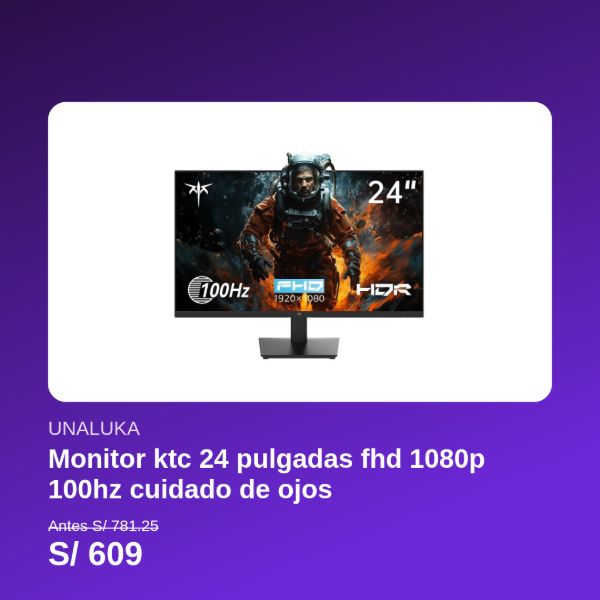 24"
100Hz
FHD
1920×1080
HDR
UNALUKA
Monitor ktc 24 pulgadas fhd 1080p
100hz cuidado de ojos
Antes S/ 781.25
S/ 609